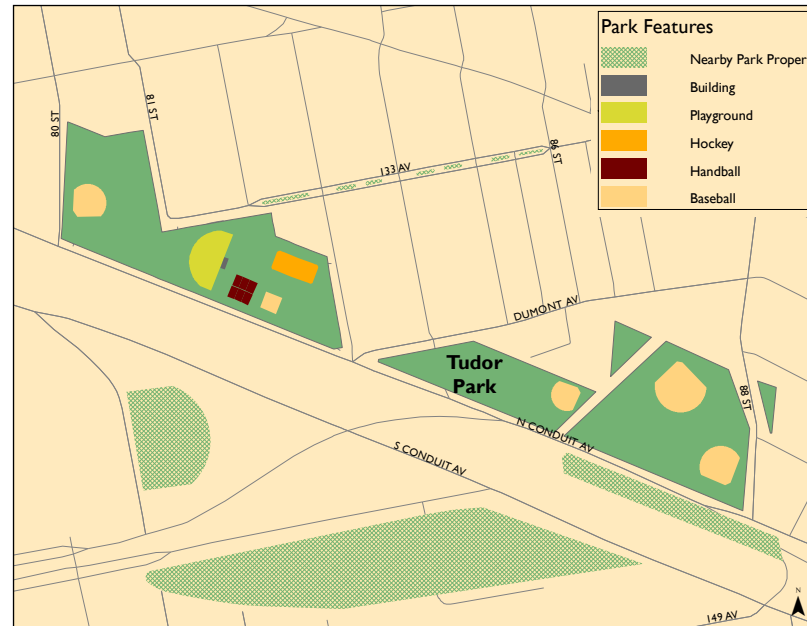 Park Features
Nearby Park Proper
Building
Playground
Hockey
Handball
Baseball
80 ST
81 ST
133 AV
86 ST
DUMONT AV
Tudor
Park
88 ST
N CONDUIT AV
S CONDUIT AV
149 AV
N